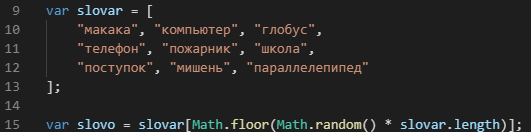 9 var slovar = [
10 "макака", "компьютер", "глобус",
11 "телефон", "пожарник", "школа",
12 "поступок", "мишень", "параллелепипед"
13 ];
14
15 var slovo = slovar[Math.floor(Math.random() * slovar.length)];